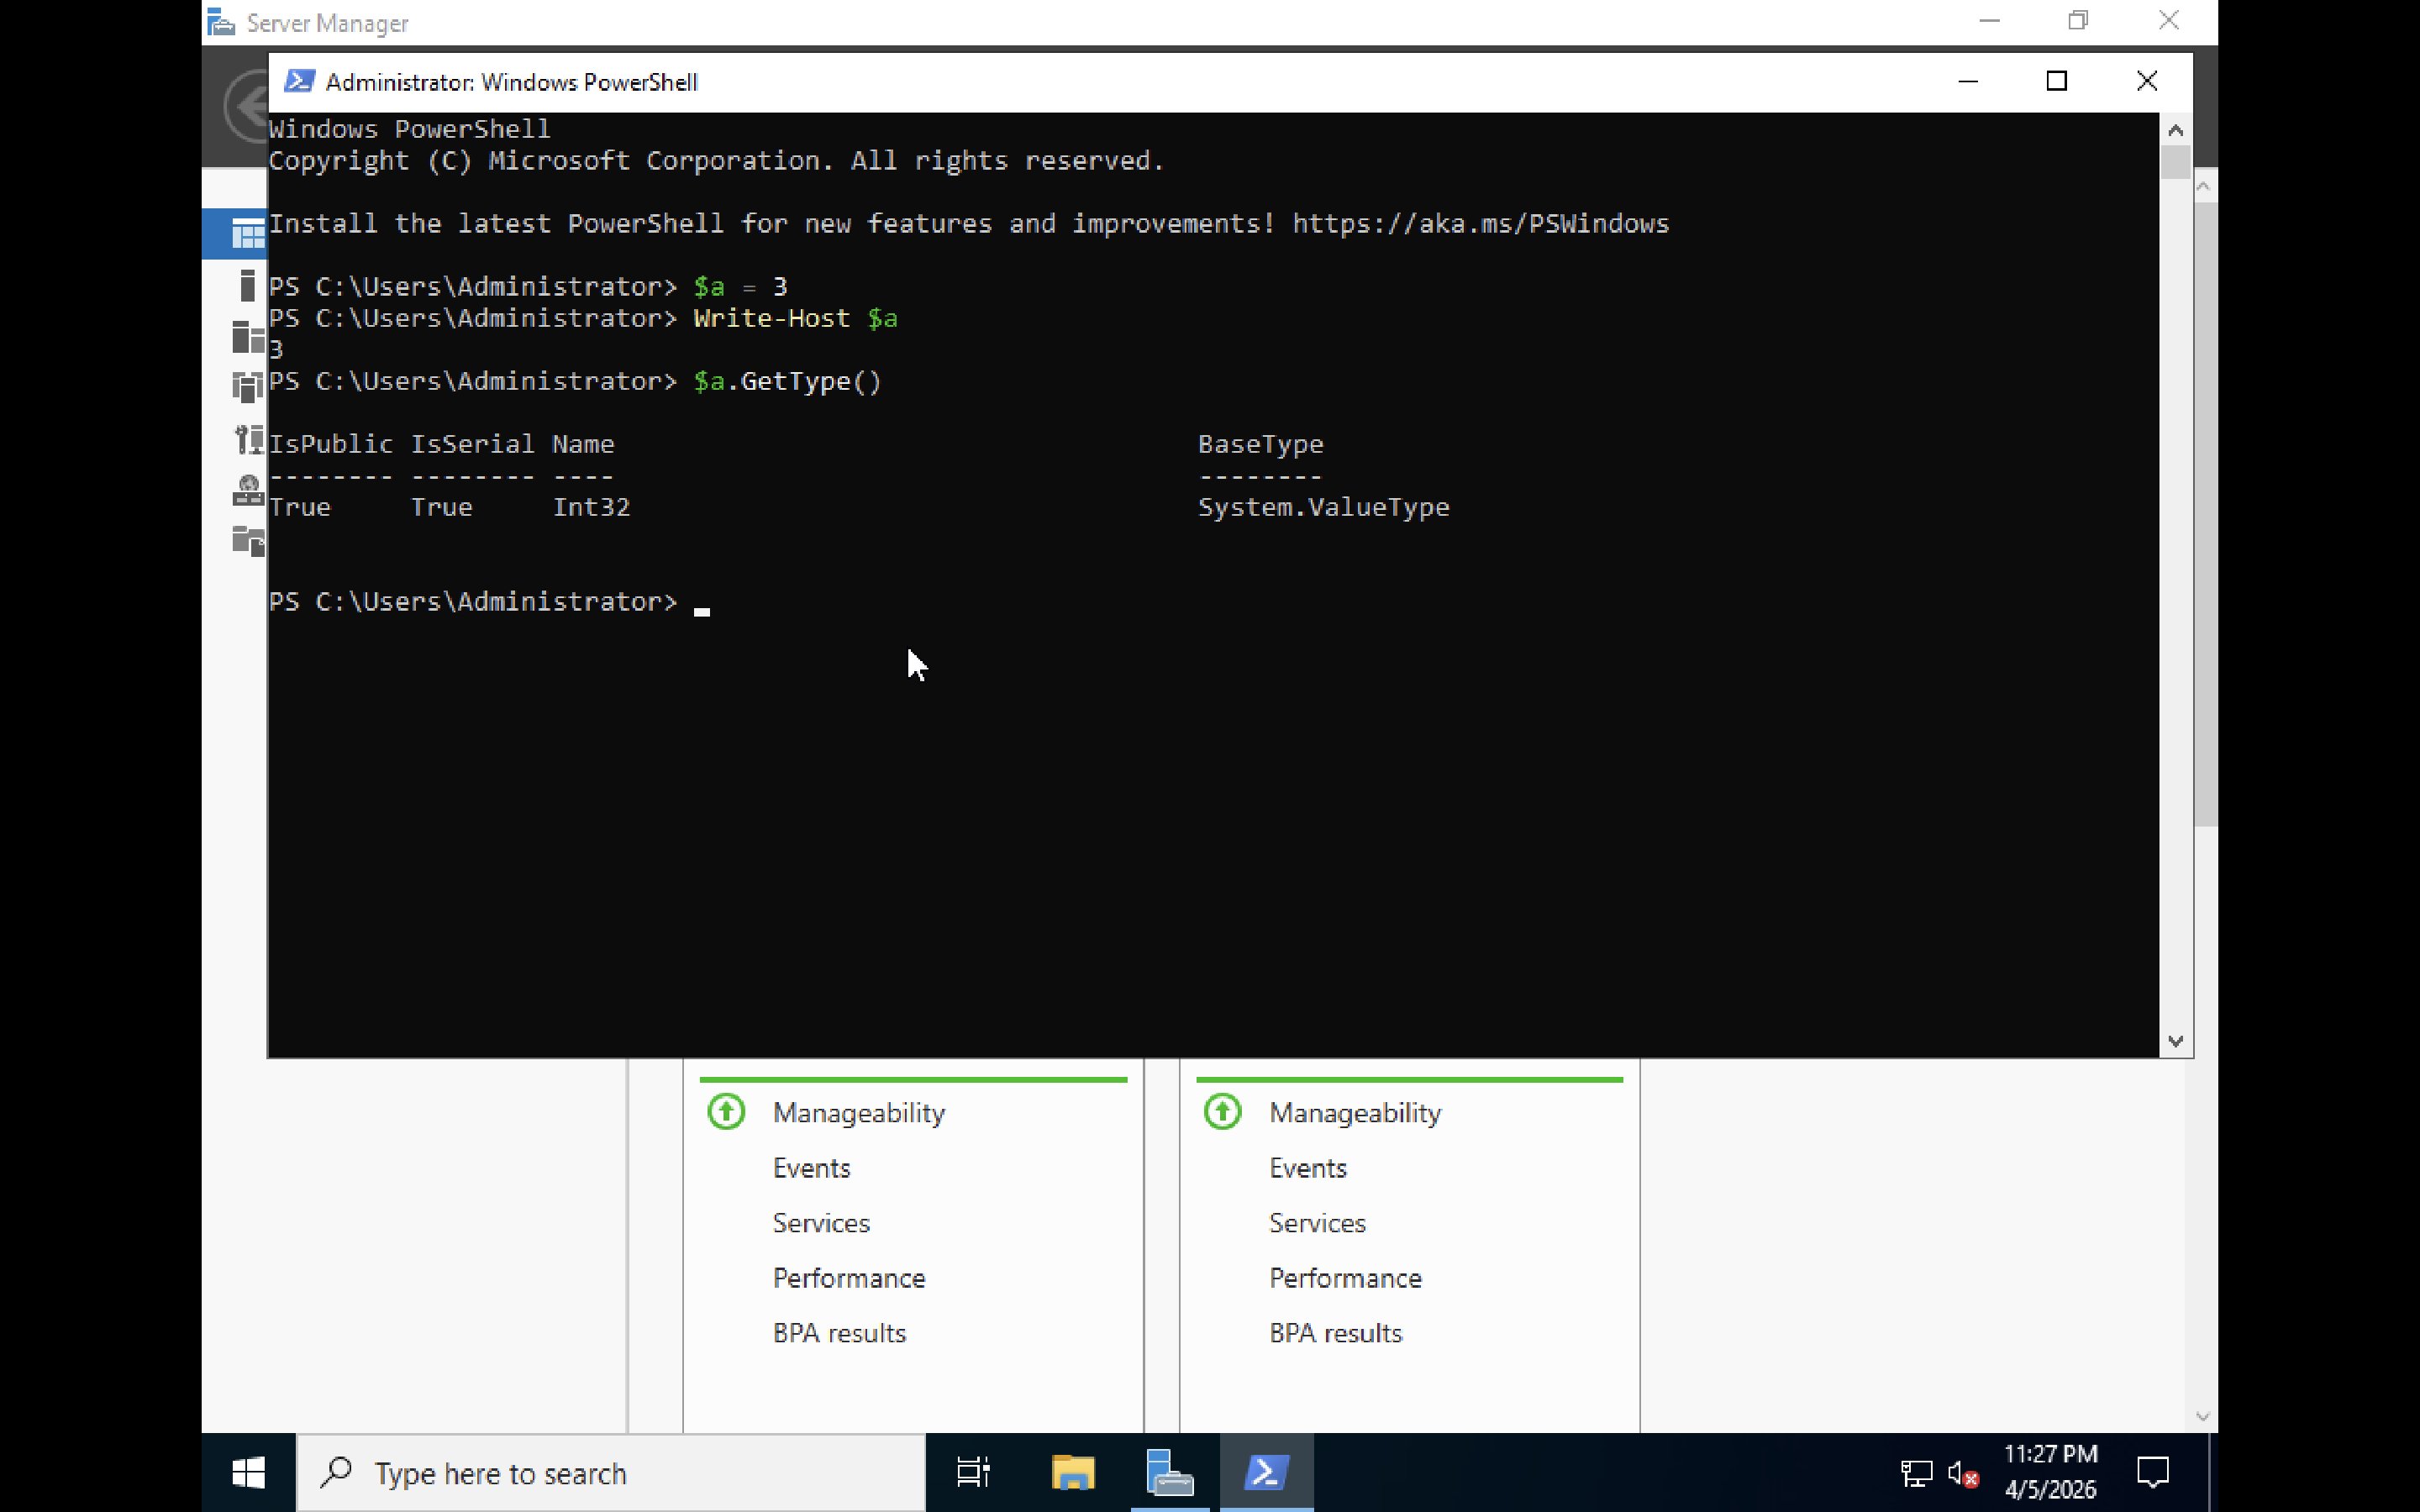 Server Manager
Administrator: Windows PowerShell
Windows PowerShell
Copyright (C) Microsoft Corporation. All rights reserved.
Install the latest PowerShell for new features and improvements! https://aka.ms/PSWindows
PS C:\Users\Administrator> $a = 3
PS C:\Users\Administrator> Write-Host $a
3
PS C:\Users\Administrator> $a.GetType()
IsPublic IsSerial Name BaseType
-------- -------- ---- --------
True True Int32 System.ValueType
PS C:\Users\Administrator>
Manageability
Events
Services
Performance
BPA results
Manageability
Events
Services
Performance
BPA results
Type here to search
11:27 PM
4/5/2026